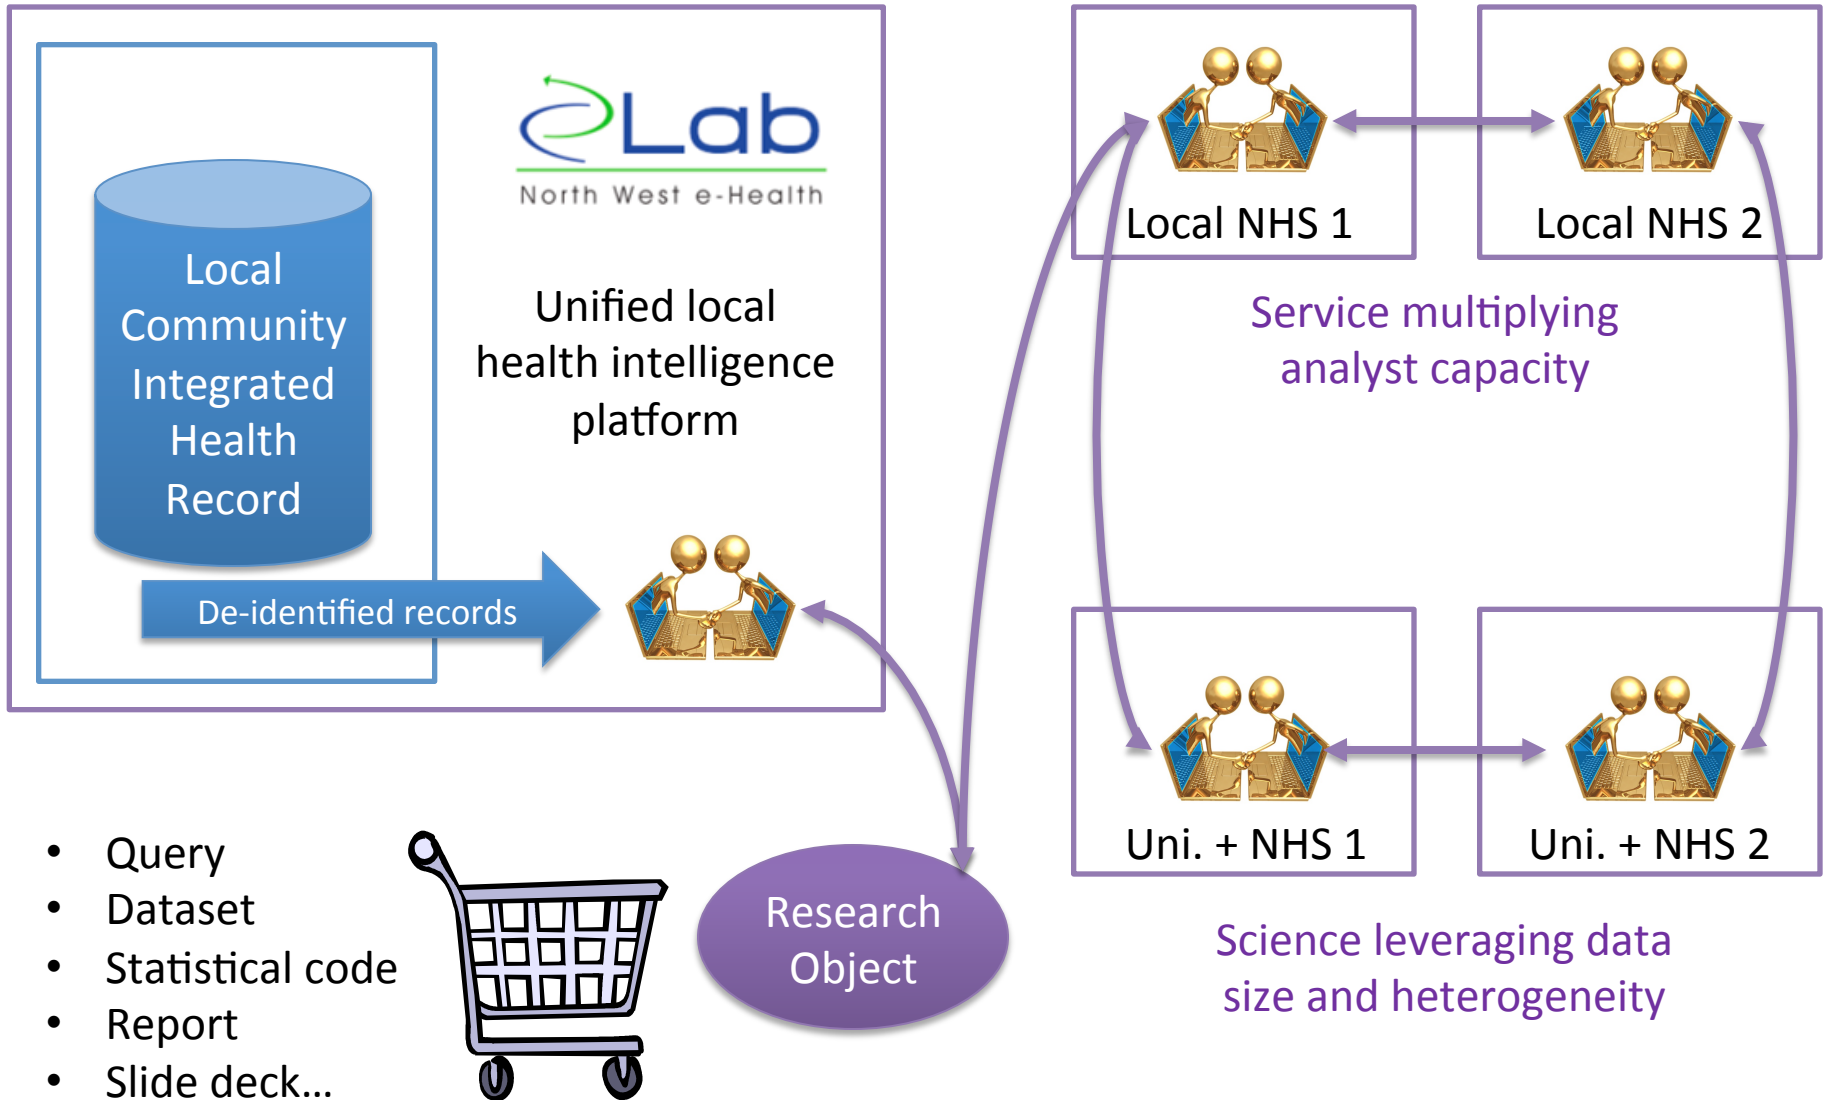 Local
Community
Integrated
Health
Record
De-identified records
eLab
North West e-Health
Unified local
health intelligence
platform
Local NHS 1
Local NHS 2
Service multiplying
analyst capacity
Uni. + NHS 1
Uni. + NHS 2
Science leveraging data
size and heterogeneity
Research
Object
• Query
• Dataset
• Statistical code
• Report
• Slide deck...